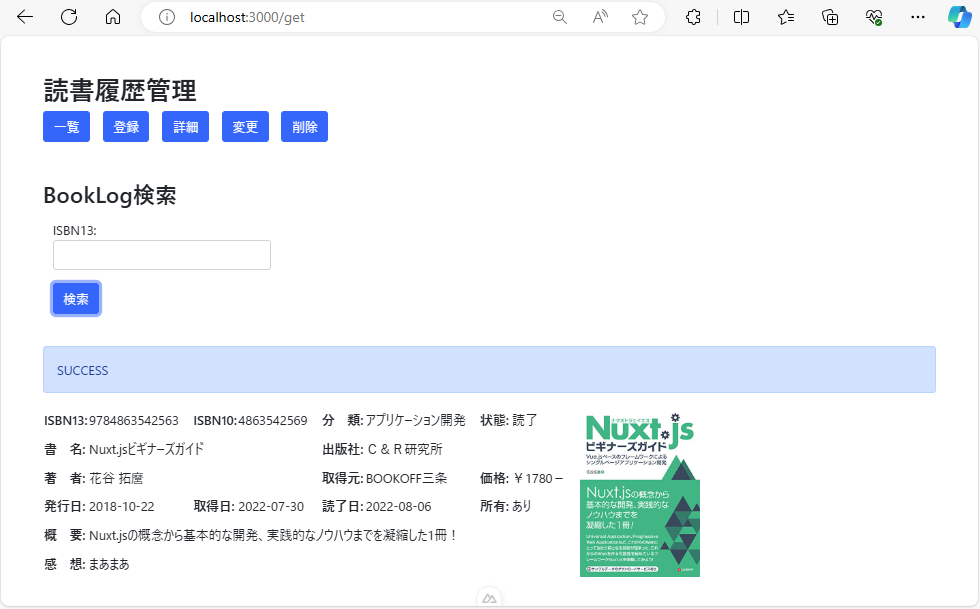 localhost:3000/get
読書履歴管理
一覧 登録 詳細 変更 削除
BookLog検索
ISBN13:
検索
SUCCESS
ISBN13:9784863542563 ISBN10:4863542569 分 類:アプリケーション開発 状態:読了
書 名:Nuxt.jsビギナーズガイド 出版社:C & R研究所
著 者:花谷 拓磨 取得元:BOOKOFF三条 価格:¥1780－
発行日:2018-10-22 取得日:2022-07-30 読了日:2022-08-06 所有:あり
概 要:Nuxt.jsの概念から基本的な開発、実践的なノウハウまでを凝縮した1冊！
感 想:まあまあ
Nuxt.js
ビギナーズガイド
Vue.jsベースのフレームワークによる
シングルページアプリケーション開発
Nuxt.jsの概念から
基本的な開発、実践的な
ノウハウまでを
凝縮した1冊！